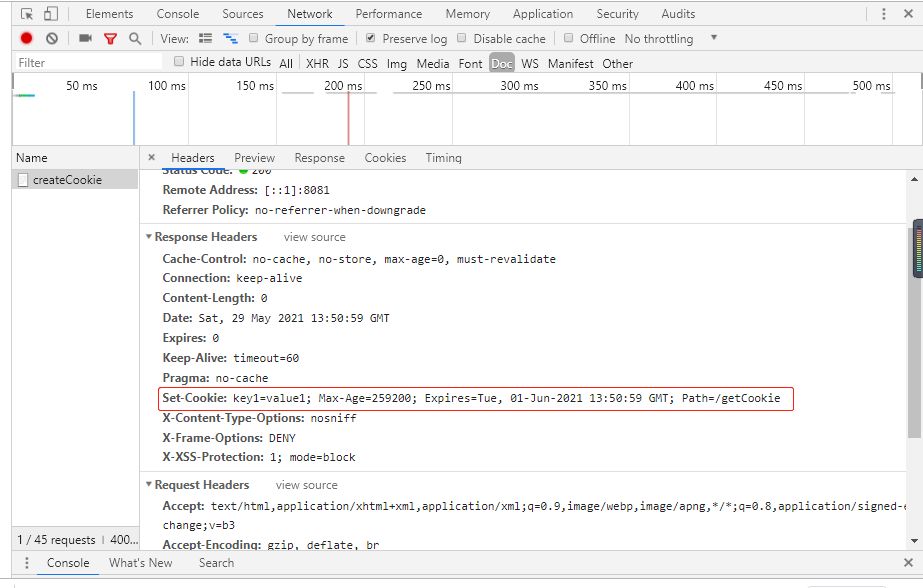 Elements Console Sources Network Performance Memory Application Security Audits
View: Group by frame Preserve log Disable cache Offline No throttling
Filter Hide data URLs All XHR JS CSS Img Media Font Doc WS Manifest Other
50 ms 100 ms 150 ms 200 ms 250 ms 300 ms 350 ms 400 ms 450 ms 500 ms
Name × Headers Preview Response Cookies Timing
createCookie
Status Code: 200
Remote Address: [::1]:8081
Referrer Policy: no-referrer-when-downgrade
Response Headers view source
Cache-Control: no-cache, no-store, max-age=0, must-revalidate
Connection: keep-alive
Content-Length: 0
Date: Sat, 29 May 2021 13:50:59 GMT
Expires: 0
Keep-Alive: timeout=60
Pragma: no-cache
Set-Cookie: key1=value1; Max-Age=259200; Expires=Tue, 01-Jun-2021 13:50:59 GMT; Path=/getCookie
X-Content-Type-Options: nosniff
X-Frame-Options: DENY
X-XSS-Protection: 1; mode=block
Request Headers view source
Accept: text/html,application/xhtml+xml,application/xml;q=0.9,image/webp,image/apng,*/*;q=0.8,application/signed-e
change;v=b3
Accept-Encoding: gzip, deflate, br
1 / 45 requests 400...
Console What's New Search